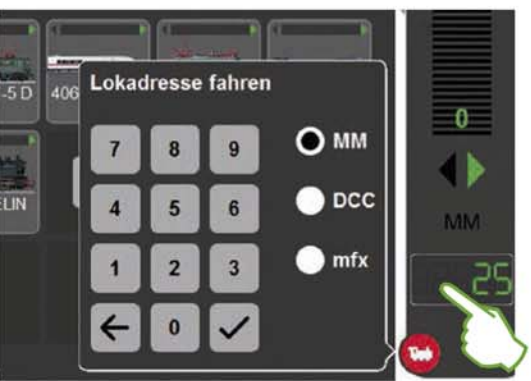 -5 D
406
Lokadresse fahren
7 8 9
MM
4 5 6
DCC
1 2 3
mfx
0
ELIN
0
MM
25